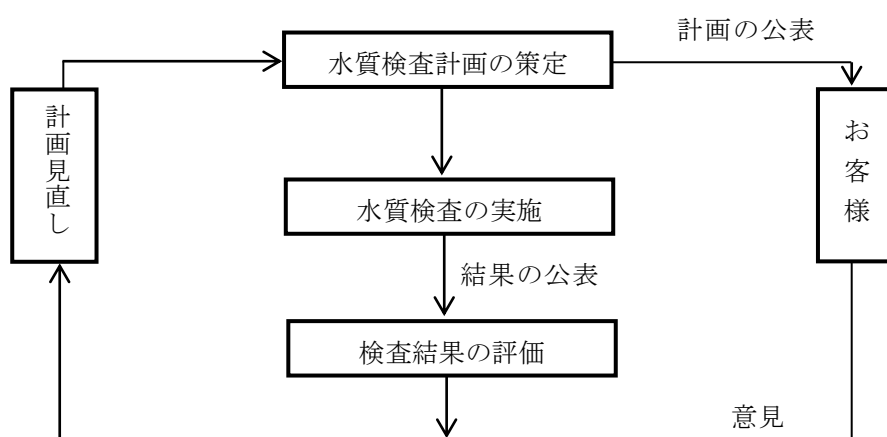 計画の公表
水質検査計画の策定
計画見直し
お客様
水質検査の実施
結果の公表
検査結果の評価
意見